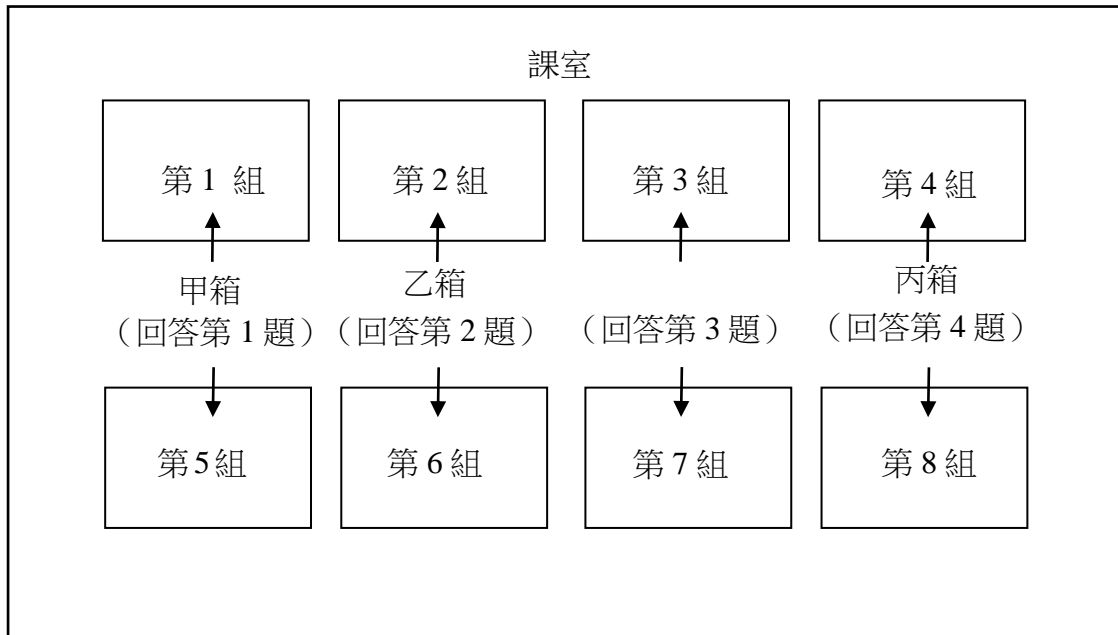 課室
第 1 組
第 2 組
第 3 組
第 4 組
甲箱
乙箱
丙箱
（回答第 1 題）
（回答第 2 題）
（回答第 3 題）
（回答第 4 題）
第 5 組
第 6 組
第 7 組
第 8 組